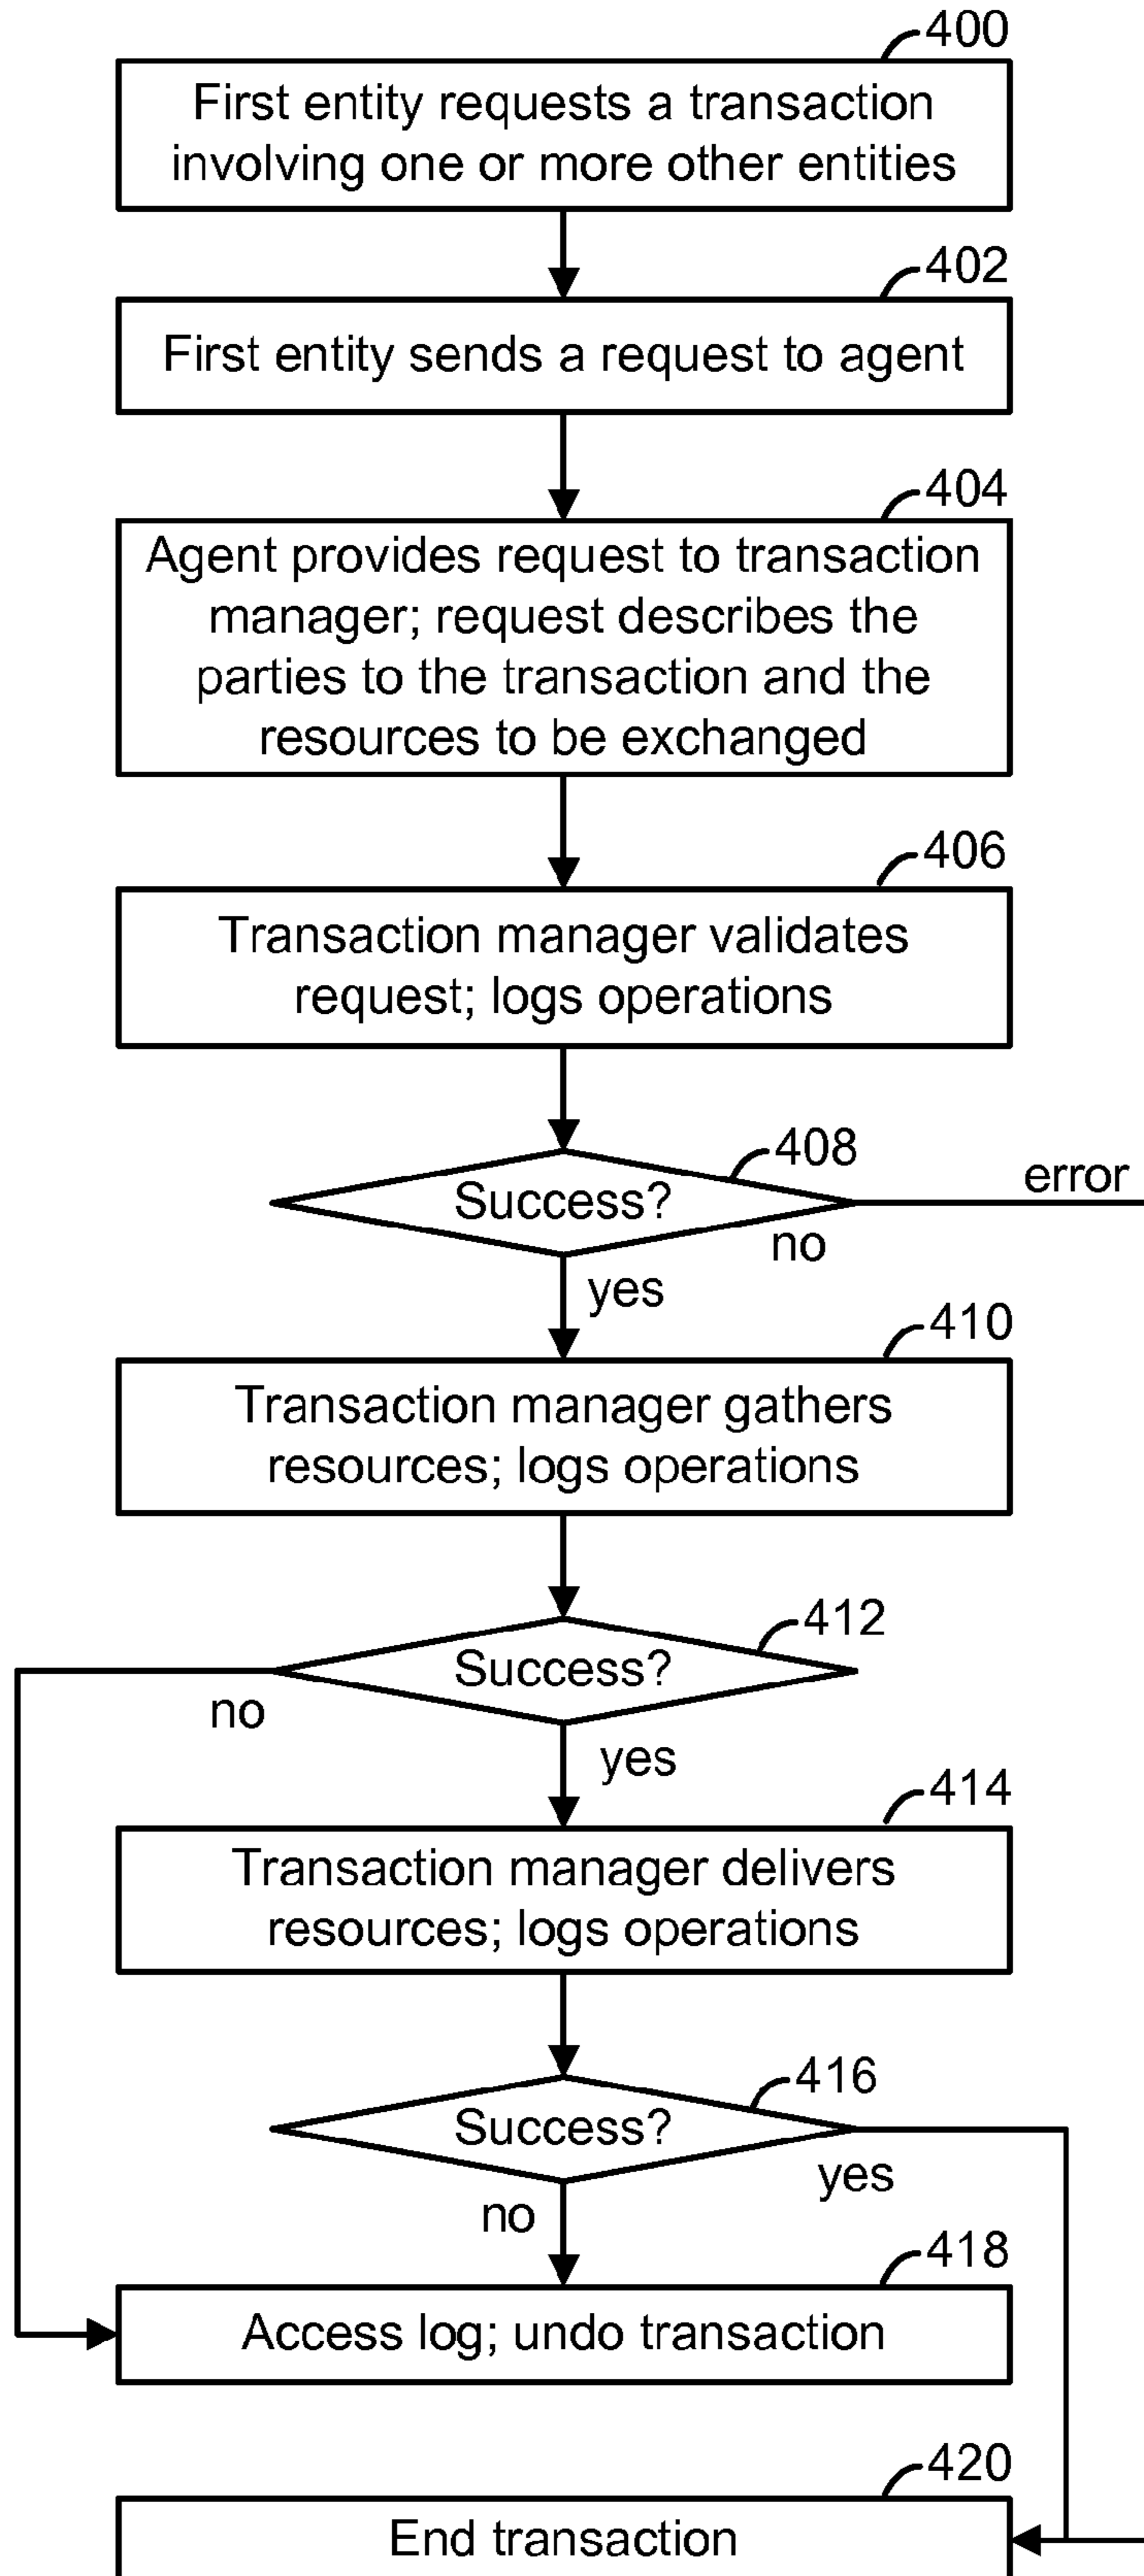 400
First entity requests a transaction
involving one or more other entities
402
First entity sends a request to agent
404
Agent provides request to transaction
manager; request describes the
parties to the transaction and the
resources to be exchanged
406
Transaction manager validates
request; logs operations
408
Success?
error
no
yes
410
Transaction manager gathers
resources; logs operations
412
Success?
no
yes
414
Transaction manager delivers
resources; logs operations
416
Success?
yes
no
418
Access log; undo transaction
420
End transaction